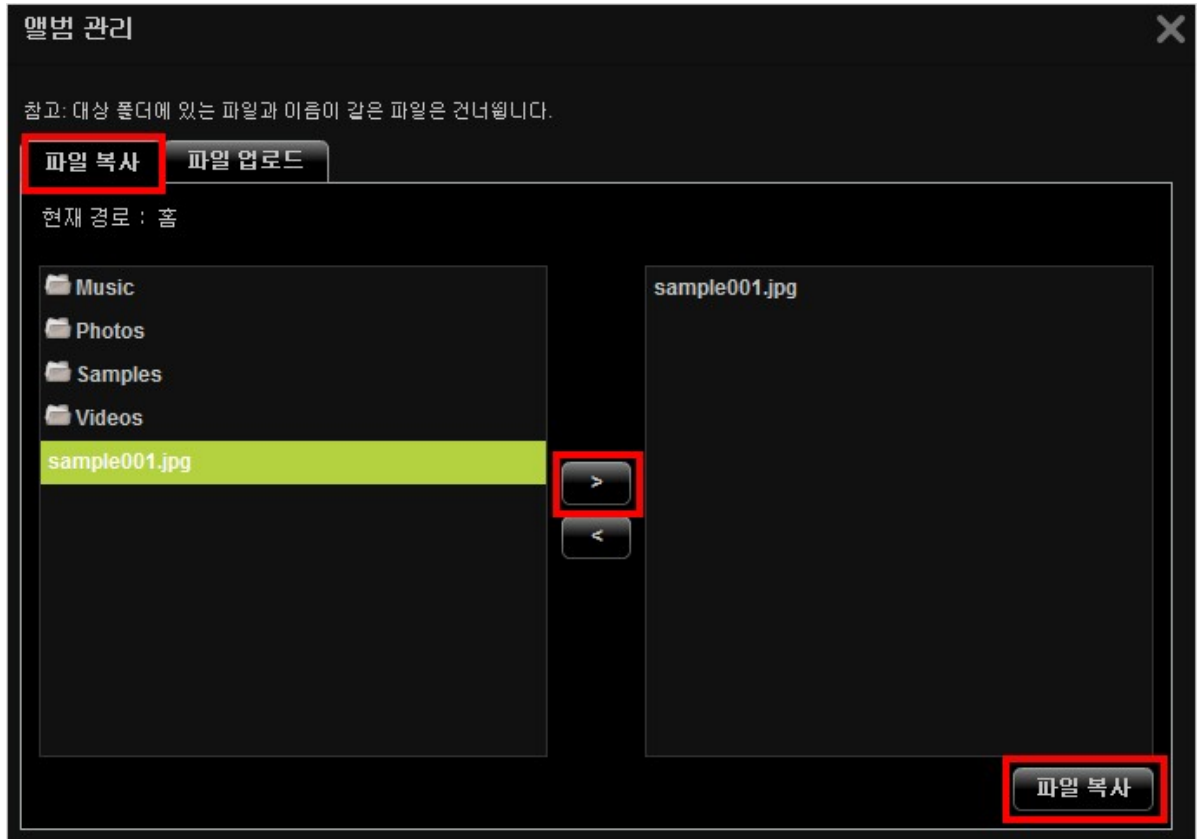 앨범 관리
참고: 대상 폴더에 있는 파일과 이름이 같은 파일은 건너뜁니다.
파일 복사 파일 업로드
현재 경로 : 홈
Music
Photos
Samples
Videos
sample001.jpg
>
<
sample001.jpg
파일 복사